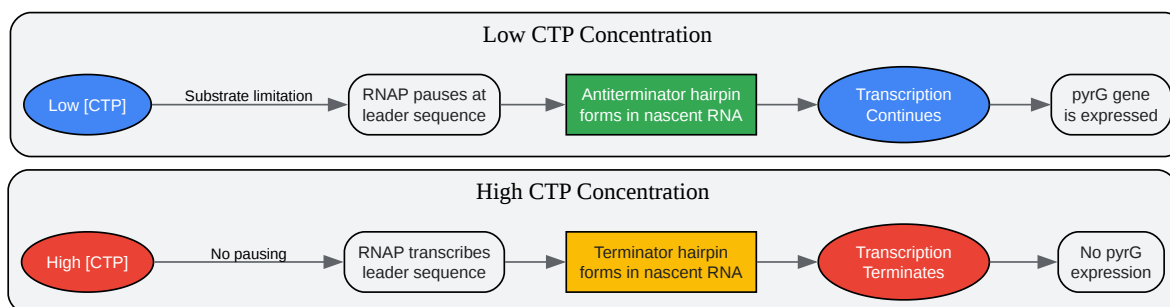 Low CTP Concentration
Low [CTP]
Substrate limitation
RNAP pauses at
leader sequence
Antiterminator hairpin
forms in nascent RNA
Transcription
Continues
pyrG gene
is expressed
High CTP Concentration
High [CTP]
No pausing
RNAP transcribes
leader sequence
Terminator hairpin
forms in nascent RNA
Transcription
Terminates
No pyrG
expression